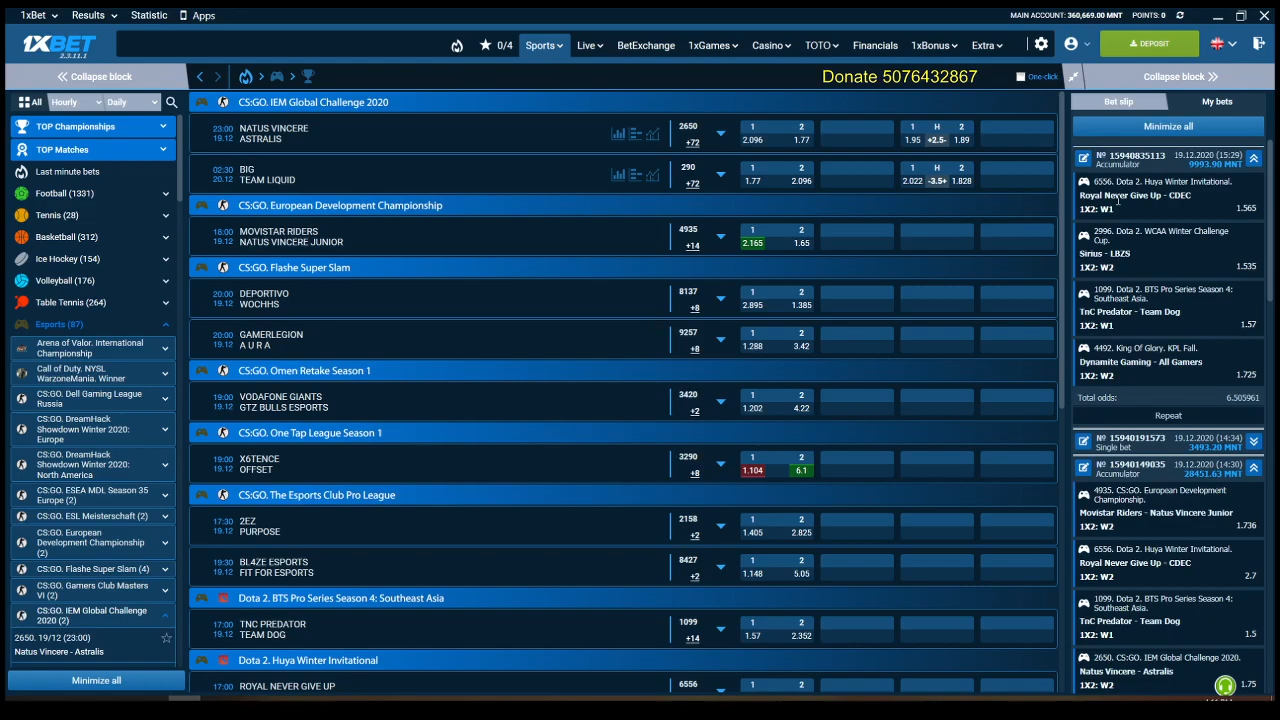 1xBet Results Statistic Apps MAIN ACCOUNT: 360,669.00 MNT POINTS: 0
1XBET 2.3.11.1 0/4 Sports Live BetExchange 1xGames Casino TOTO Financials 1xBonus Extra DEPOSIT
Collapse block Donate 5076432867 One-click Collapse block
All Hourly Daily
TOP Championships
TOP Matches
Last minute bets
Football (1331)
Tennis (28)
Basketball (312)
Ice Hockey (154)
Volleyball (176)
Table Tennis (264)
Esports (87)
Arena of Valor. International
Championship
Call of Duty. NYSL
WarzoneMania. Winner
CS:GO. Dell Gaming League
Russia
CS:GO. DreamHack
Showdown Winter 2020:
Europe
CS:GO. DreamHack
Showdown Winter 2020:
North America
CS:GO. ESEA MDL Season 35
Europe (2)
CS:GO. ESL Meisterschaft (2)
CS:GO. European
Development Championship
(2)
CS:GO. Flashe Super Slam (4)
CS:GO. Gamers Club Masters
VI (2)
CS:GO. IEM Global Challenge
2020 (2)
2650. 19/12 (23:00)
Natus Vincere - Astralis
Minimize all
CS:GO. IEM Global Challenge 2020
23:00 NATUS VINCERE 2650 1 2 1 H 2
19.12 ASTRALIS +72 2.096 1.77 1.95 +2.5- 1.89
02:30 BIG 290 1 2 1 H 2
20.12 TEAM LIQUID +72 1.77 2.096 2.022 -3.5+ 1.828
CS:GO. European Development Championship
18:00 MOVISTAR RIDERS 4935 1 2
19.12 NATUS VINCERE JUNIOR +14 2.165 1.65
CS:GO. Flashe Super Slam
20:00 DEPORTIVO 8137 1 2
19.12 WOCHHS +8 2.895 1.385
20:00 GAMERLEGION 9257 1 2
19.12 A U R A +8 1.288 3.42
CS:GO. Omen Retake Season 1
19:00 VODAFONE GIANTS 3420 1 2
19.12 GTZ BULLS ESPORTS +2 1.202 4.22
CS:GO. One Tap League Season 1
19:00 X6TENCE 3290 1 2
19.12 OFFSET +8 1.104 6.1
CS:GO. The Esports Club Pro League
17:30 2EZ 2158 1 2
19.12 PURPOSE +2 1.405 2.825
19:30 BL4ZE ESPORTS 8427 1 2
19.12 FIT FOR ESPORTS +2 1.148 5.05
Dota 2. BTS Pro Series Season 4: Southeast Asia
17:00 TNC PREDATOR 1099 1 2
19.12 TEAM DOG +14 1.57 2.352
Dota 2. Huya Winter Invitational
17:00 ROYAL NEVER GIVE UP 6556 1 2
Bet slip My bets
Minimize all
Nº 15940835113 19.12.2020 (15:29)
Accumulator 9993.90 MNT
6556. Dota 2. Huya Winter Invitational.
Royal Never Give Up - CDEC
1X2: W1 1.565
2996. Dota 2. WCAA Winter Challenge
Cup.
Sirius - LBZS
1X2: W2 1.535
1099. Dota 2. BTS Pro Series Season 4:
Southeast Asia.
TnC Predator - Team Dog
1X2: W1 1.57
4492. King Of Glory. KPL Fall.
Dynamite Gaming - All Gamers
1X2: W2 1.725
Total odds: 6.505961
Repeat
Nº 15940191573 19.12.2020 (14:34)
Single bet 3493.20 MNT
Nº 15940149035 19.12.2020 (14:30)
Accumulator 28451.63 MNT
4935. CS:GO. European Development
Championship.
Movistar Riders - Natus Vincere Junior
1X2: W2 1.736
6556. Dota 2. Huya Winter Invitational.
Royal Never Give Up - CDEC
1X2: W2 2.7
1099. Dota 2. BTS Pro Series Season 4:
Southeast Asia.
TnC Predator - Team Dog
1X2: W1 1.5
2650. CS:GO. IEM Global Challenge 2020.
Natus Vincere - Astralis
1X2: W2 1.75